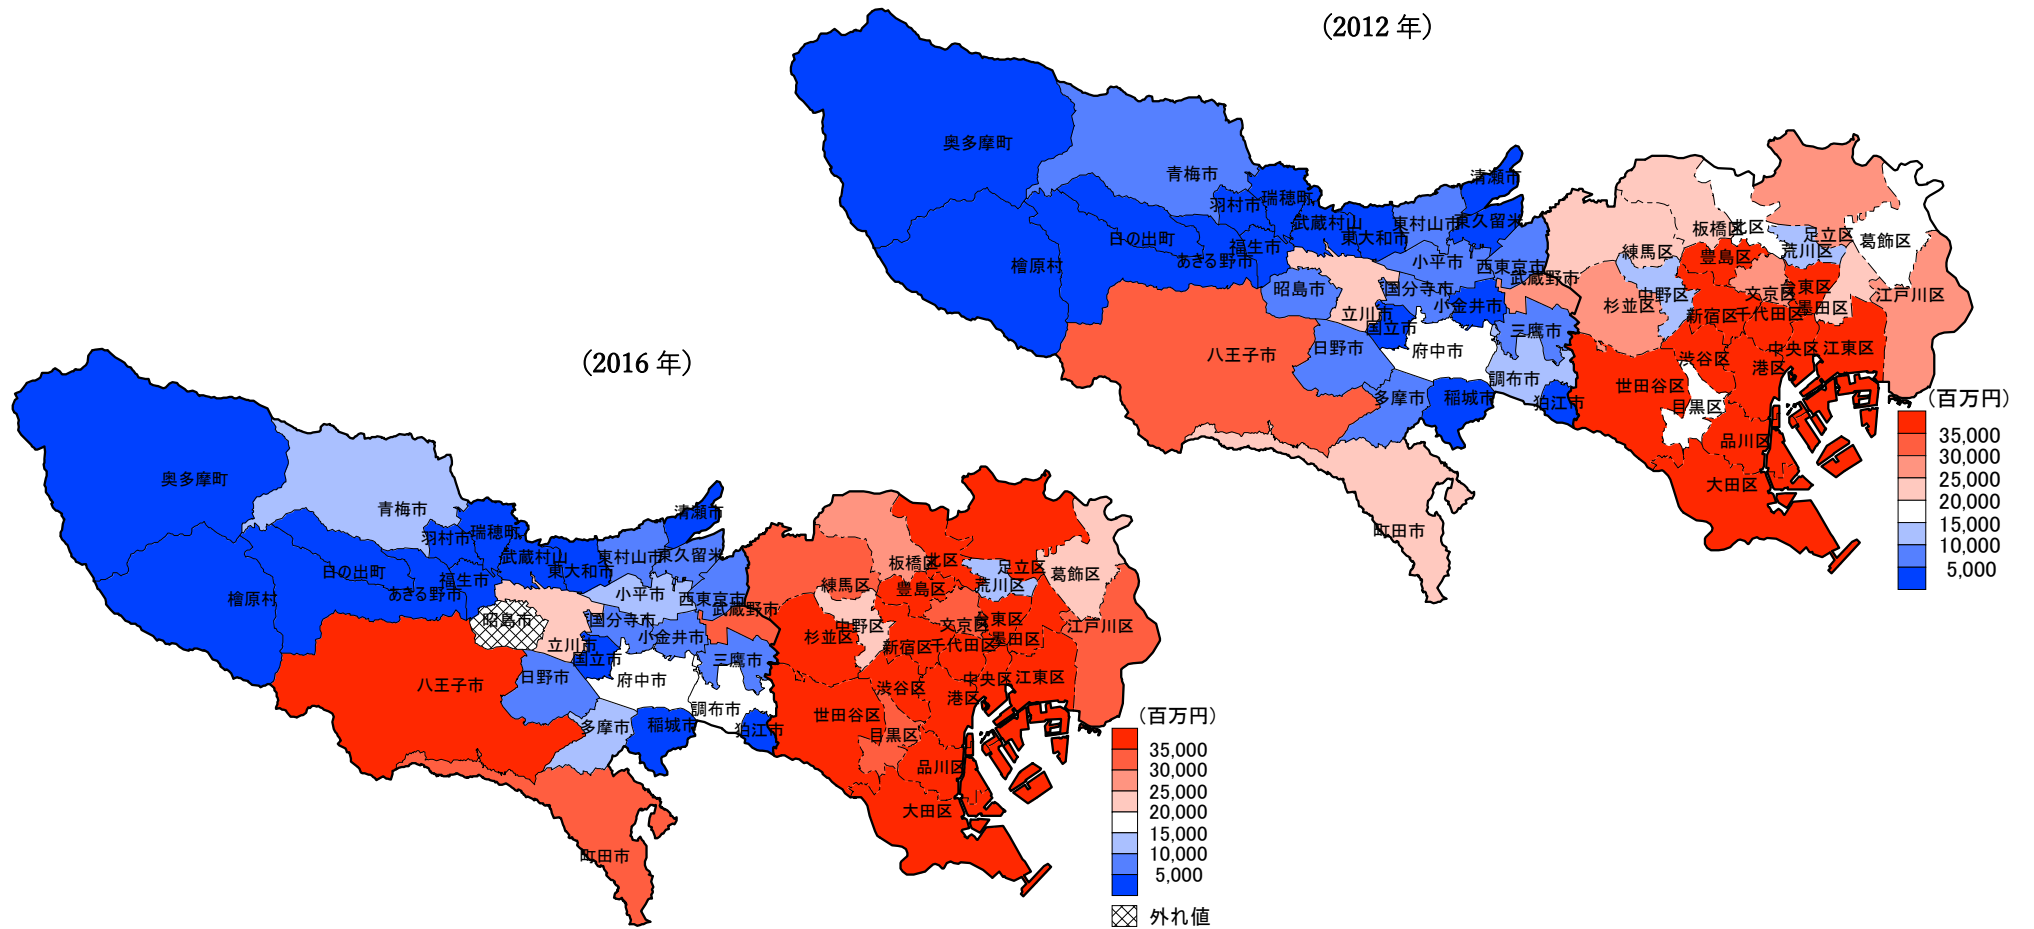 (2012 年)
奥多摩町
青梅市
清瀬市
羽村市
瑞穂町
武蔵村山
東村山市
東久留米
東大和市
日の出町
福生市
あきる野市
檜原村
小平市
西東京市
武蔵野市
昭島市
国分寺市
小金井市
立川市
国立市
三鷹市
八王子市
日野市
府中市
調布市
多摩市
稲城市
狛江市
町田市
板橋区
北区
足立区
葛飾区
荒川区
練馬区
豊島区
中野区
文京区
台東区
江戸川区
杉並区
新宿区
千代田区
墨田区
渋谷区
中央区
江東区
港区
世田谷区
目黒区
品川区
大田区
(百万円)
35,000
30,000
25,000
20,000
15,000
10,000
5,000
(2016 年)
奥多摩町
青梅市
清瀬市
羽村市
瑞穂町
武蔵村山
東村山市
東久留米
東大和市
日の出町
福生市
あきる野市
檜原村
小平市
西東京市
武蔵野市
昭島市
国分寺市
小金井市
立川市
国立市
三鷹市
八王子市
日野市
府中市
調布市
多摩市
稲城市
狛江市
町田市
板橋区
北区
足立区
葛飾区
荒川区
練馬区
豊島区
中野区
文京区
台東区
江戸川区
杉並区
新宿区
千代田区
墨田区
渋谷区
中央区
江東区
港区
世田谷区
目黒区
品川区
大田区
(百万円)
35,000
30,000
25,000
20,000
15,000
10,000
5,000
外れ値